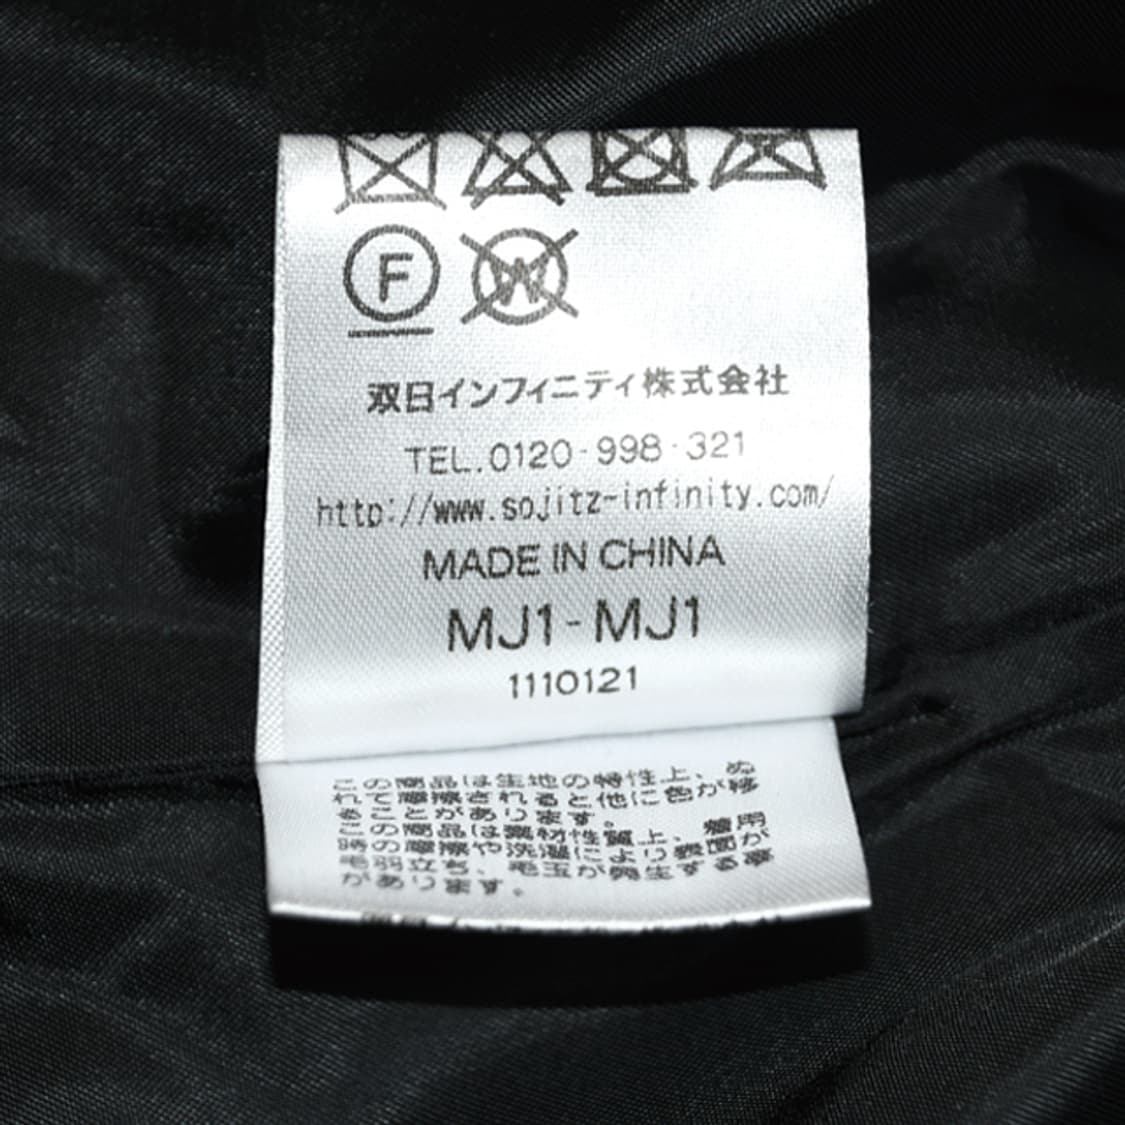 F
W
双日インフィニティ株式会社
TEL.0120-998-321
http://www.sojitz-infinity.com/
MADE IN CHINA
MJ1-MJ1
1110121
この商品は生地の特性上、ぬ
れて摩擦されると他に色が移
ることがあります。
この商品は素材性質上、着用
時の摩擦や洗濯により表面が
毛羽立ち、毛玉が発生する事
があります。